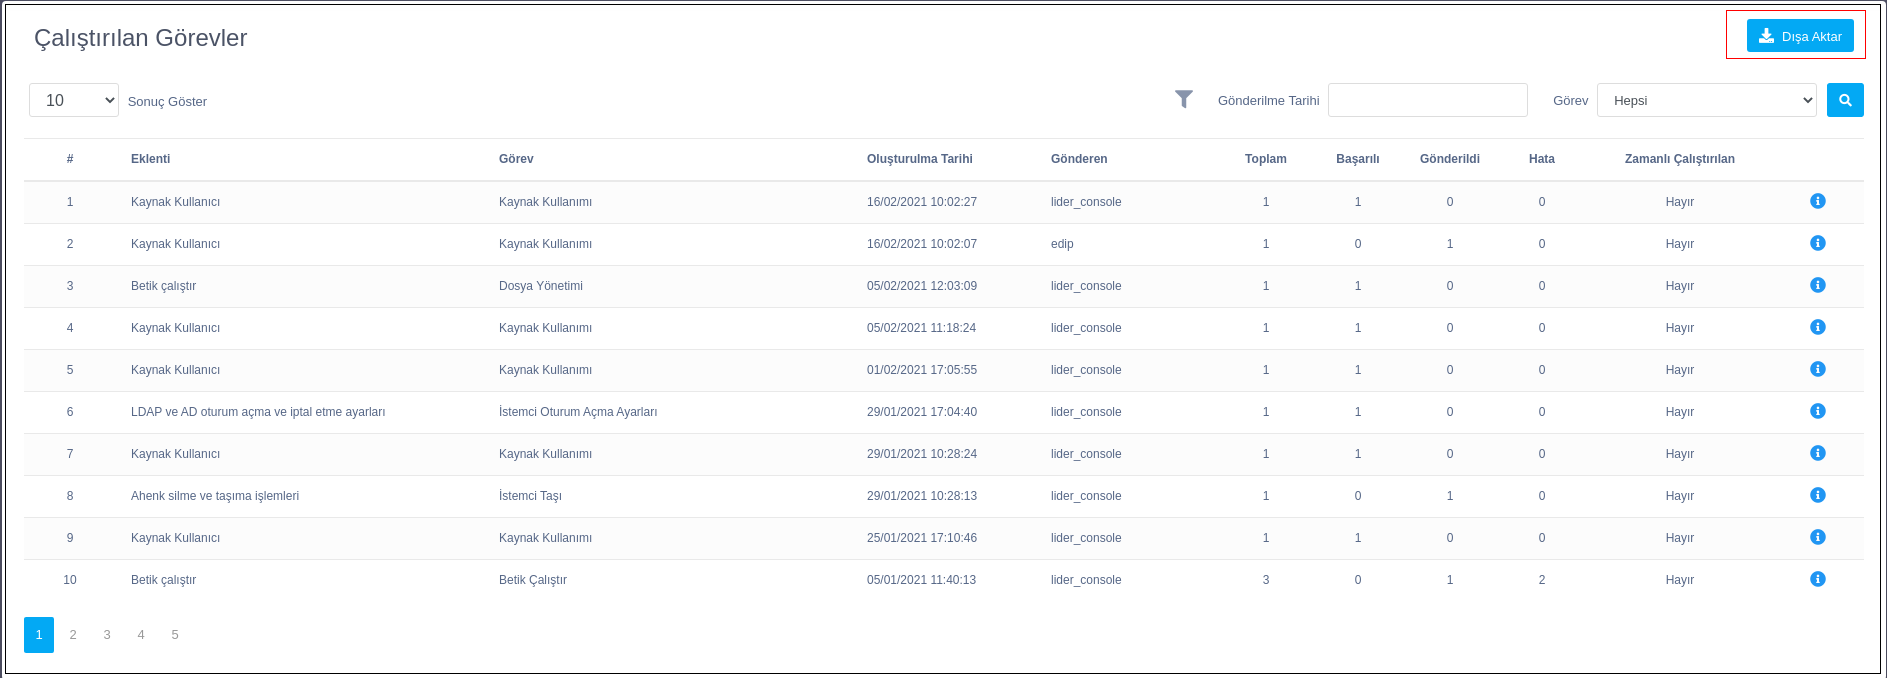 Çalıştırılan Görevler
Dışa Aktar
10 Sonuç Göster Gönderilme Tarihi Görev Hepsi
# Eklenti Görev Oluşturulma Tarihi Gönderen Toplam Başarılı Gönderildi Hata Zamanlı Çalıştırılan
1 Kaynak Kullanıcı Kaynak Kullanımı 16/02/2021 10:02:27 lider_console 1 1 0 0 Hayır
2 Kaynak Kullanıcı Kaynak Kullanımı 16/02/2021 10:02:07 edip 1 0 1 0 Hayır
3 Betik çalıştır Dosya Yönetimi 05/02/2021 12:03:09 lider_console 1 1 0 0 Hayır
4 Kaynak Kullanıcı Kaynak Kullanımı 05/02/2021 11:18:24 lider_console 1 1 0 0 Hayır
5 Kaynak Kullanıcı Kaynak Kullanımı 01/02/2021 17:05:55 lider_console 1 1 0 0 Hayır
6 LDAP ve AD oturum açma ve iptal etme ayarları İstemci Oturum Açma Ayarları 29/01/2021 17:04:40 lider_console 1 1 0 0 Hayır
7 Kaynak Kullanıcı Kaynak Kullanımı 29/01/2021 10:28:24 lider_console 1 1 0 0 Hayır
8 Ahenk silme ve taşıma işlemleri İstemci Taşı 29/01/2021 10:28:13 lider_console 1 0 1 0 Hayır
9 Kaynak Kullanıcı Kaynak Kullanımı 25/01/2021 17:10:46 lider_console 1 1 0 0 Hayır
10 Betik çalıştır Betik Çalıştır 05/01/2021 11:40:13 lider_console 3 0 1 2 Hayır
1 2 3 4 5